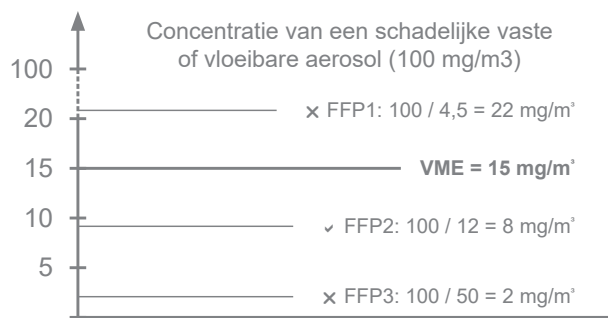 Concentratie van een schadelijke vaste
of vloeibare aerosol (100 mg/m3)
100
× FFP1: 100 / 4,5 = 22 mg/m³
20
15
VME = 15 mg/m³
10
✓ FFP2: 100 / 12 = 8 mg/m³
5
× FFP3: 100 / 50 = 2 mg/m³